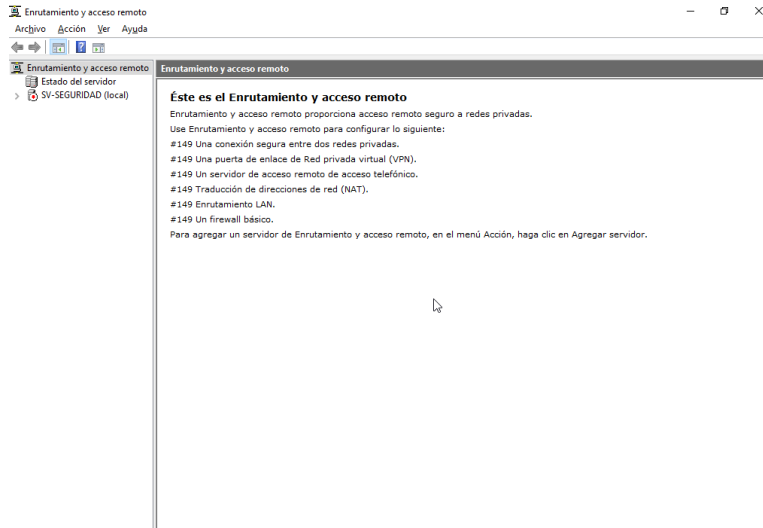 Enrutamiento y acceso remoto
Archivo Acción Ver Ayuda
Enrutamiento y acceso remoto
Estado del servidor
SV-SEGURIDAD (local)
Enrutamiento y acceso remoto
Éste es el Enrutamiento y acceso remoto
Enrutamiento y acceso remoto proporciona acceso remoto seguro a redes privadas.
Use Enrutamiento y acceso remoto para configurar lo siguiente:
#149 Una conexión segura entre dos redes privadas.
#149 Una puerta de enlace de Red privada virtual (VPN).
#149 Un servidor de acceso remoto de acceso telefónico.
#149 Traducción de direcciones de red (NAT).
#149 Enrutamiento LAN.
#149 Un firewall básico.
Para agregar un servidor de Enrutamiento y acceso remoto, en el menú Acción, haga clic en Agregar servidor.